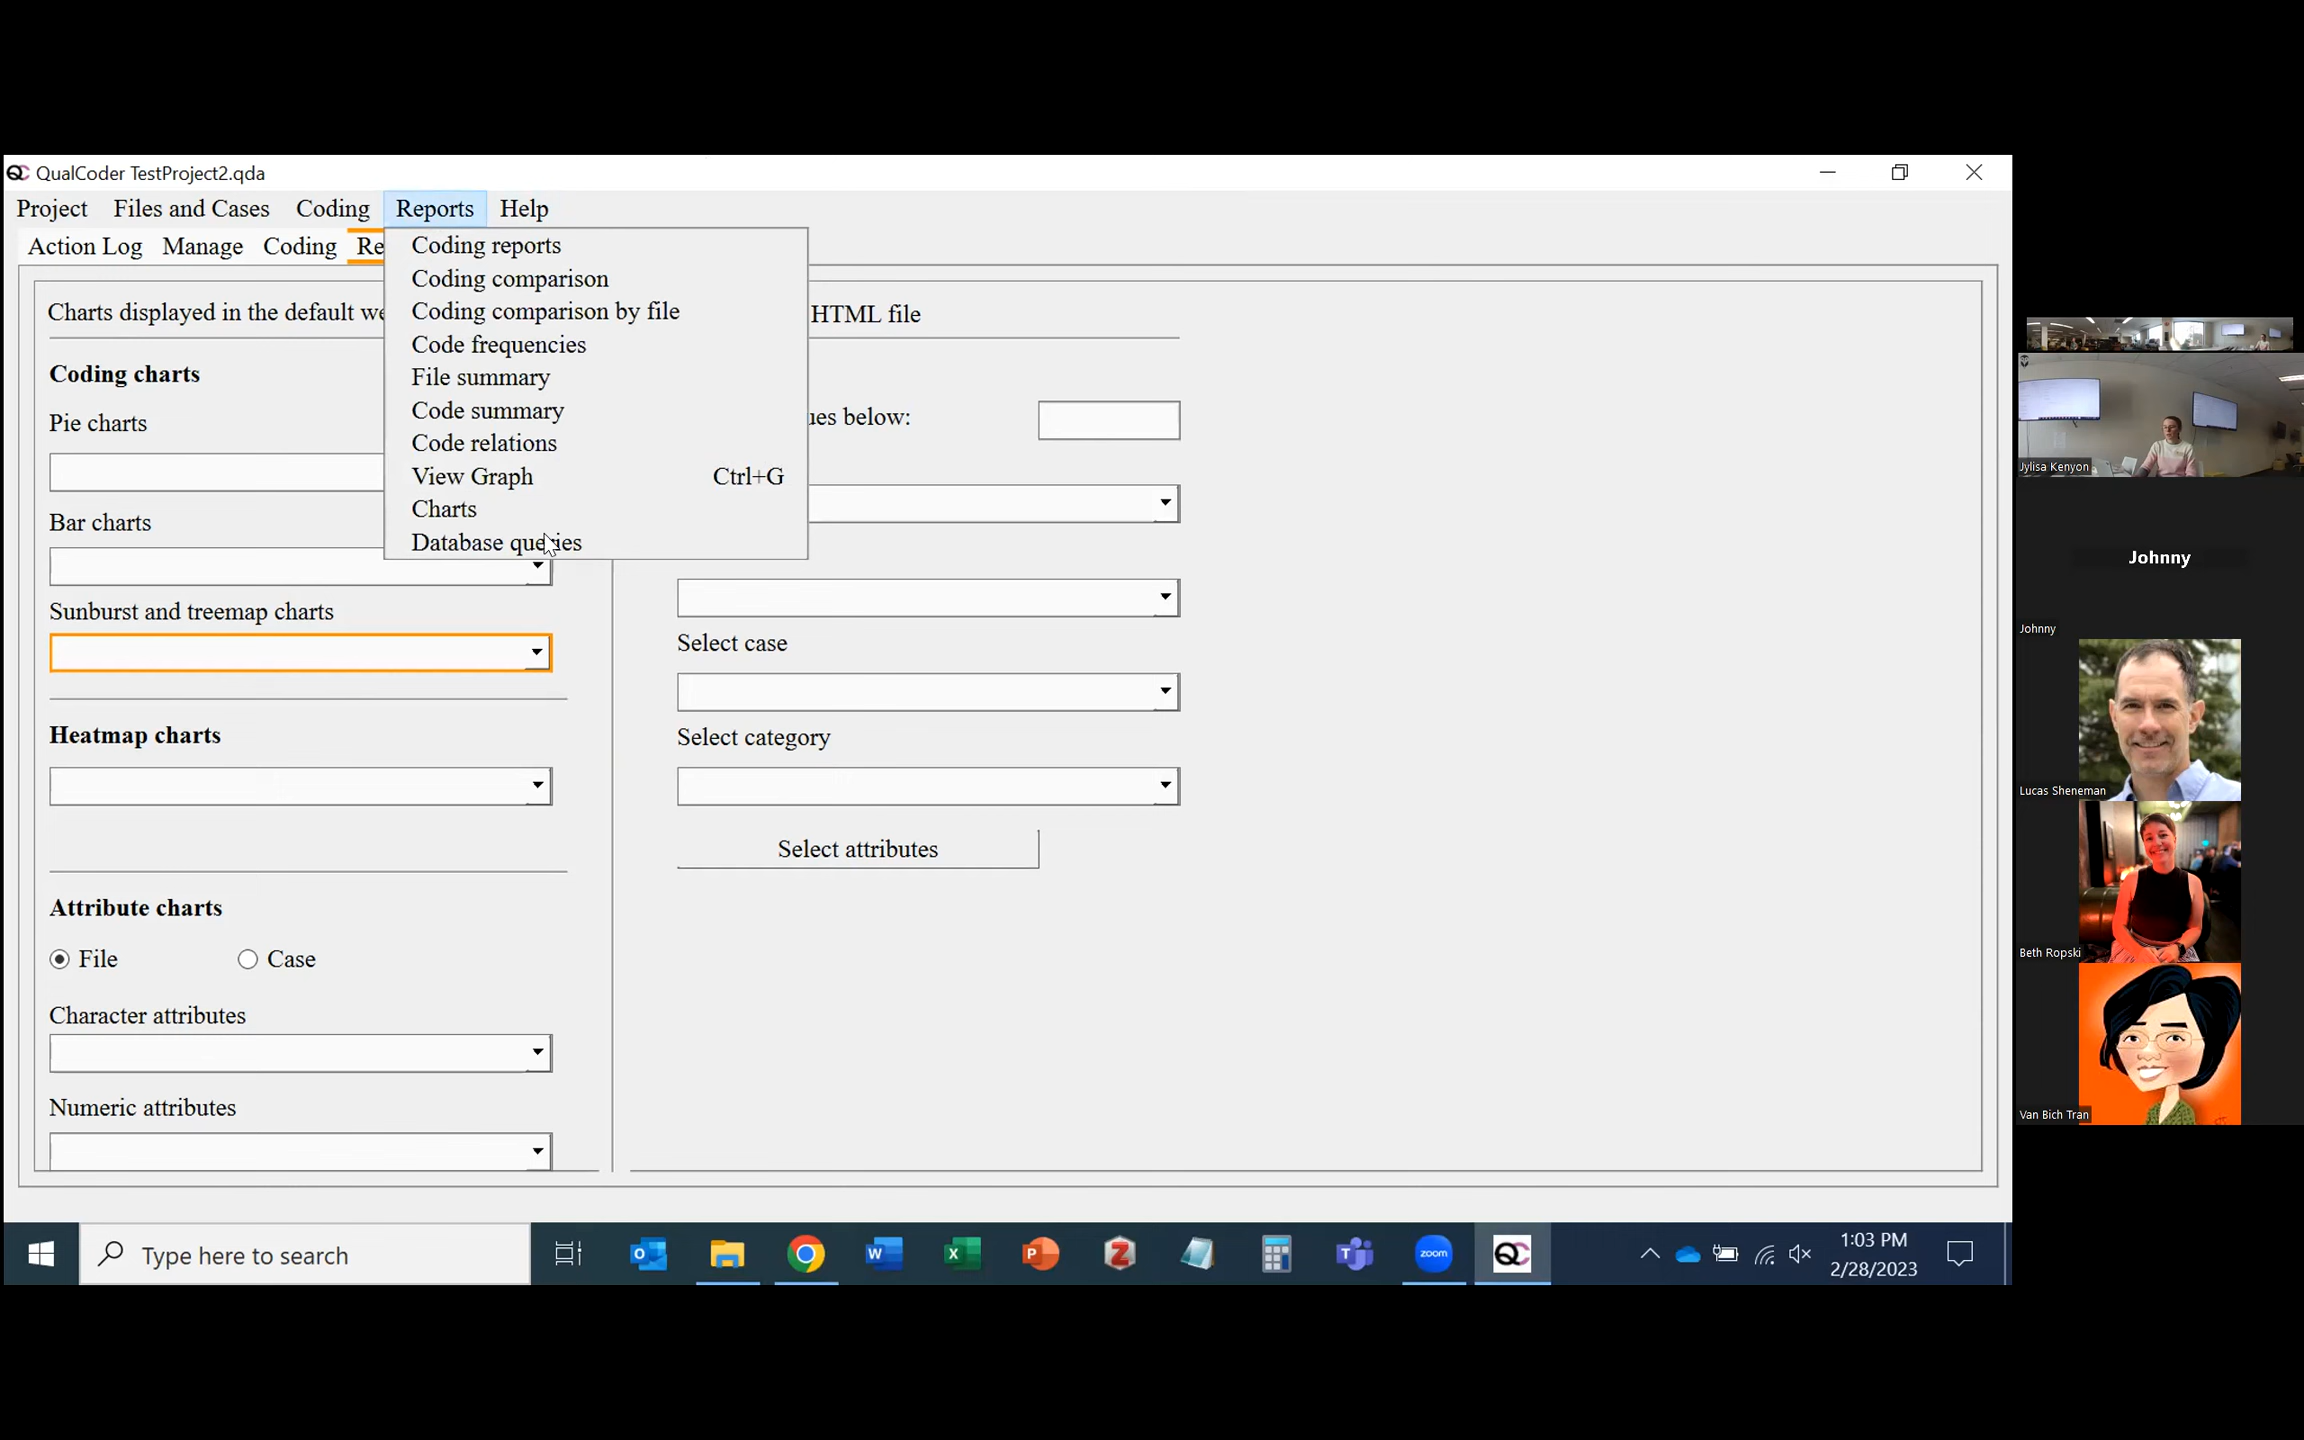 QualCoder TestProject2.qda
Project Files and Cases Coding Reports Help
Action Log Manage Coding Re
Coding reports
Coding comparison
Coding comparison by file
Code frequencies
File summary
Code summary
Code relations
View Graph Ctrl+G
Charts
Database queries
Charts displayed in the default we
HTML file
Coding charts
Pie charts
ues below:
Bar charts
Sunburst and treemap charts
Select case
Heatmap charts
Select category
Select attributes
Attribute charts
File Case
Character attributes
Numeric attributes
Type here to search
zoom
QC
1:03 PM
2/28/2023
Jylisa Kenyon
Johnny
Johnny
Lucas Sheneman
Beth Ropski
Van Bich Tran